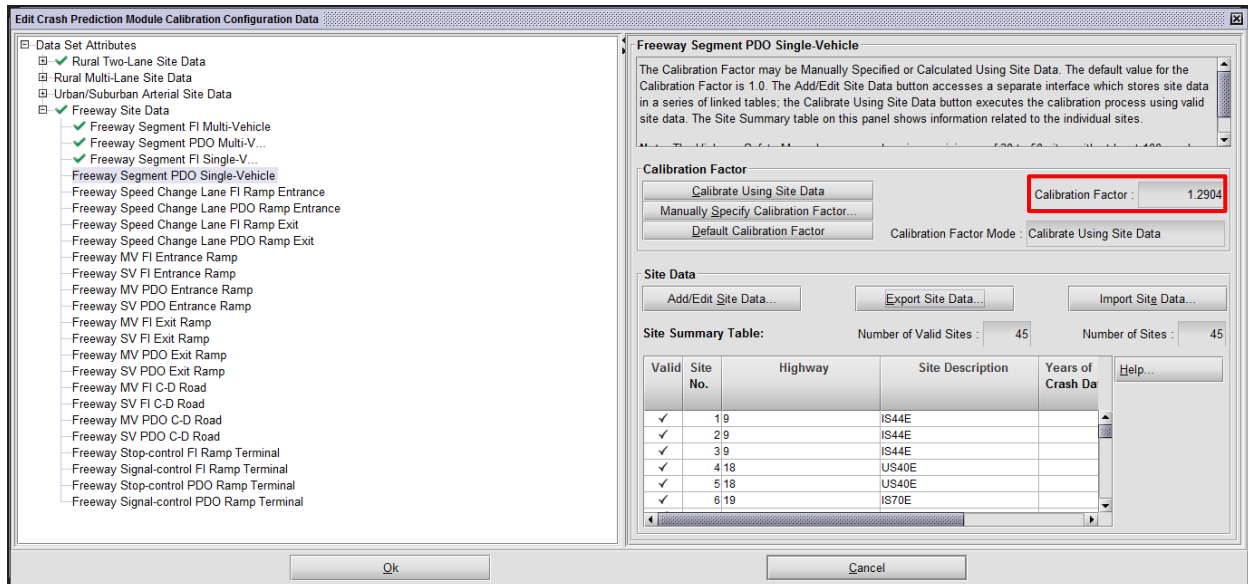 Edit Crash Prediction Module Calibration Configuration Data
Data Set Attributes
Rural Two-Lane Site Data
Rural Multi-Lane Site Data
Urban/Suburban Arterial Site Data
Freeway Site Data
Freeway Segment FI Multi-Vehicle
Freeway Segment PDO Multi-V...
Freeway Segment FI Single-V...
Freeway Segment PDO Single-Vehicle
Freeway Speed Change Lane FI Ramp Entrance
Freeway Speed Change Lane PDO Ramp Entrance
Freeway Speed Change Lane FI Ramp Exit
Freeway Speed Change Lane PDO Ramp Exit
Freeway MV FI Entrance Ramp
Freeway SV FI Entrance Ramp
Freeway MV PDO Entrance Ramp
Freeway SV PDO Entrance Ramp
Freeway MV FI Exit Ramp
Freeway SV FI Exit Ramp
Freeway MV PDO Exit Ramp
Freeway SV PDO Exit Ramp
Freeway MV FI C-D Road
Freeway SV FI C-D Road
Freeway MV PDO C-D Road
Freeway SV PDO C-D Road
Freeway Stop-control FI Ramp Terminal
Freeway Signal-control FI Ramp Terminal
Freeway Stop-control PDO Ramp Terminal
Freeway Signal-control PDO Ramp Terminal
Freeway Segment PDO Single-Vehicle
The Calibration Factor may be Manually Specified or Calculated Using Site Data. The default value for the
Calibration Factor is 1.0. The Add/Edit Site Data button accesses a separate interface which stores site data
in a series of linked tables; the Calibrate Using Site Data button executes the calibration process using valid
site data. The Site Summary table on this panel shows information related to the individual sites.
Calibration Factor
Calibrate Using Site Data
Calibration Factor : 1.2904
Manually Specify Calibration Factor...
Default Calibration Factor
Calibration Factor Mode : Calibrate Using Site Data
Site Data
Add/Edit Site Data... Export Site Data... Import Site Data...
Site Summary Table: Number of Valid Sites : 45 Number of Sites : 45
Valid Site Highway Site Description Years of Help...
No. Crash Da
✓ 1 9 IS44E
✓ 2 9 IS44E
✓ 3 9 IS44E
✓ 4 18 US40E
✓ 5 18 US40E
✓ 6 19 IS70E
Ok Cancel